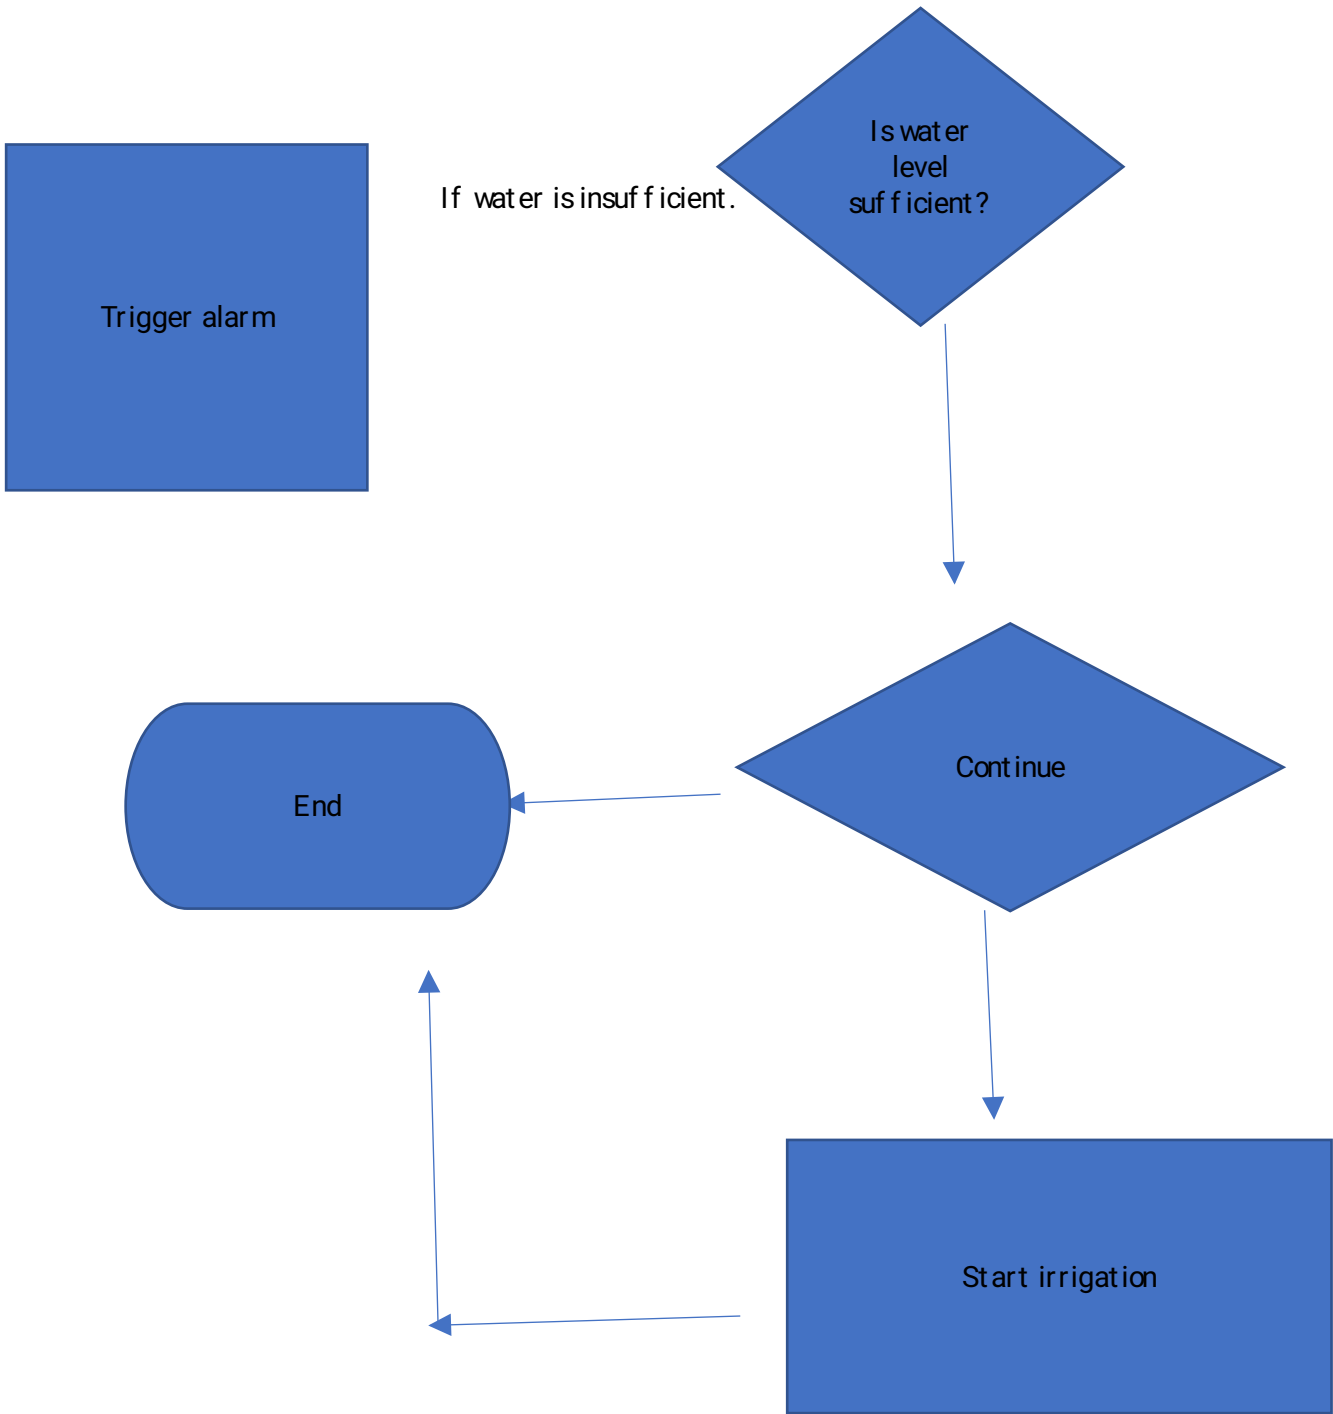 Is water
level
sufficient?
If water is insufficient.
Trigger alarm
Continue
End
Start irrigation